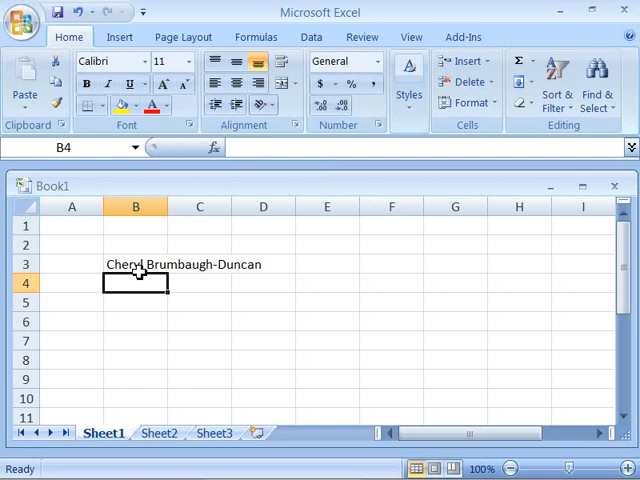 Microsoft Excel
Home Insert Page Layout Formulas Data Review View Add-Ins
Calibri 11 General Insert Σ
B I U A A $ % , Delete
Paste Styles Format Sort & Filter Find & Select
Clipboard Font Alignment Number Cells Editing
B4 fx
Book1
A B C D E F G H I
1
2
3 Cheryl Brumbaugh-Duncan
4
5
6
7
8
9
10
11
Sheet1 Sheet2 Sheet3
Ready 100%